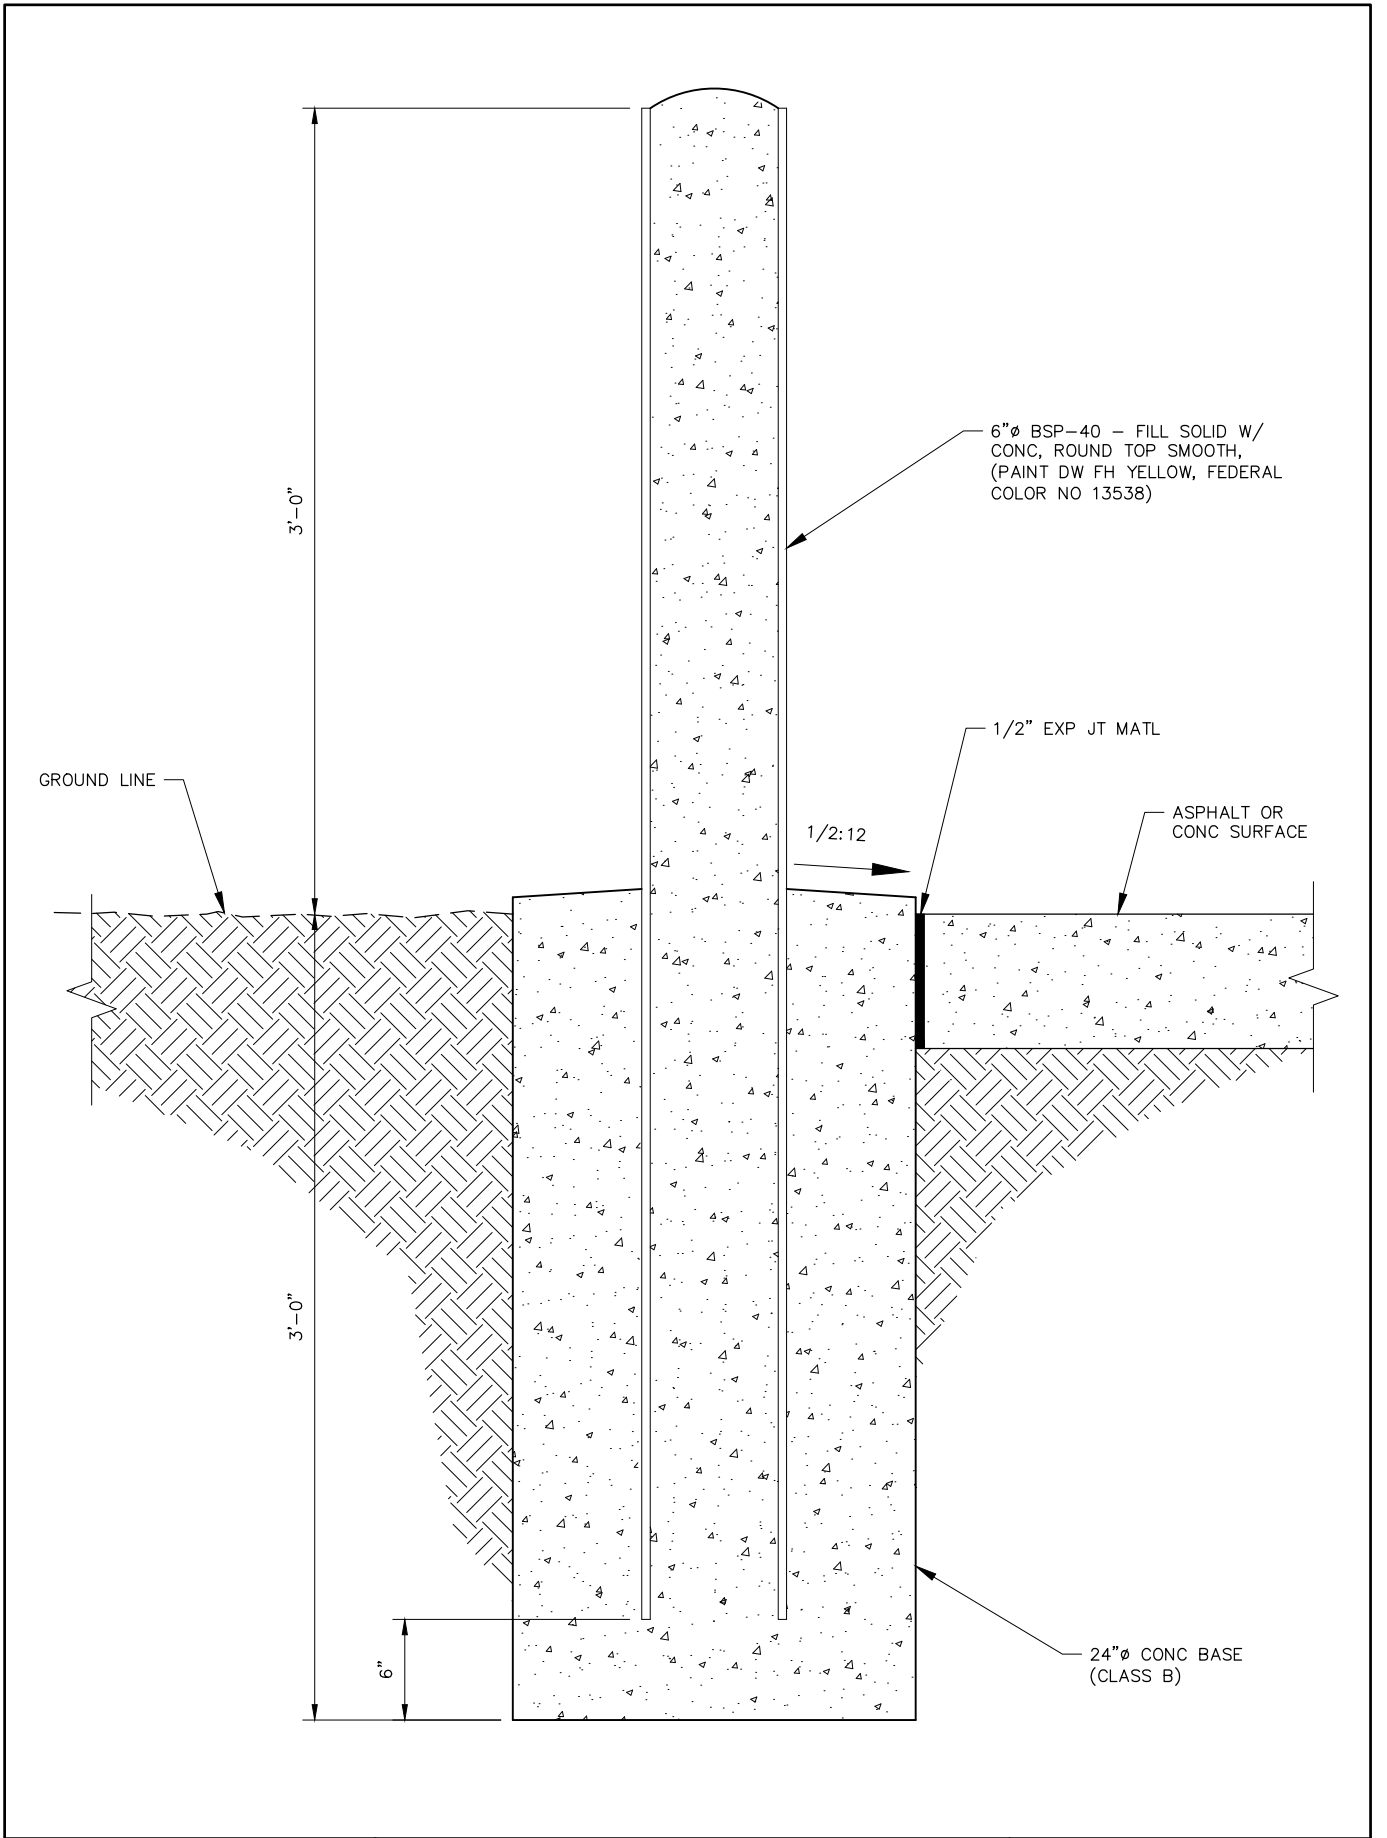 6"ø BSP-40 - FILL SOLID W/
CONC, ROUND TOP SMOOTH,
(PAINT DW FH YELLOW, FEDERAL
COLOR NO 13538)
3'-0"
1/2" EXP JT MATL
GROUND LINE
ASPHALT OR
CONC SURFACE
1/2:12
3'-0"
6"
24"ø CONC BASE
(CLASS B)